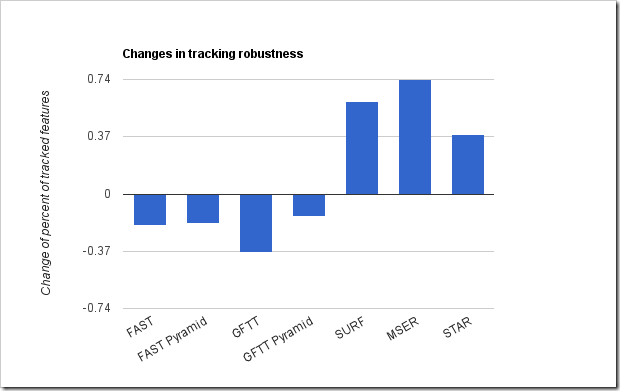 Changes in tracking robustness
Change of percent of tracked features
0.74
0.37
0
-0.37
-0.74
FAST
FAST Pyramid
GFTT
GFTT Pyramid
SURF
MSER
STAR